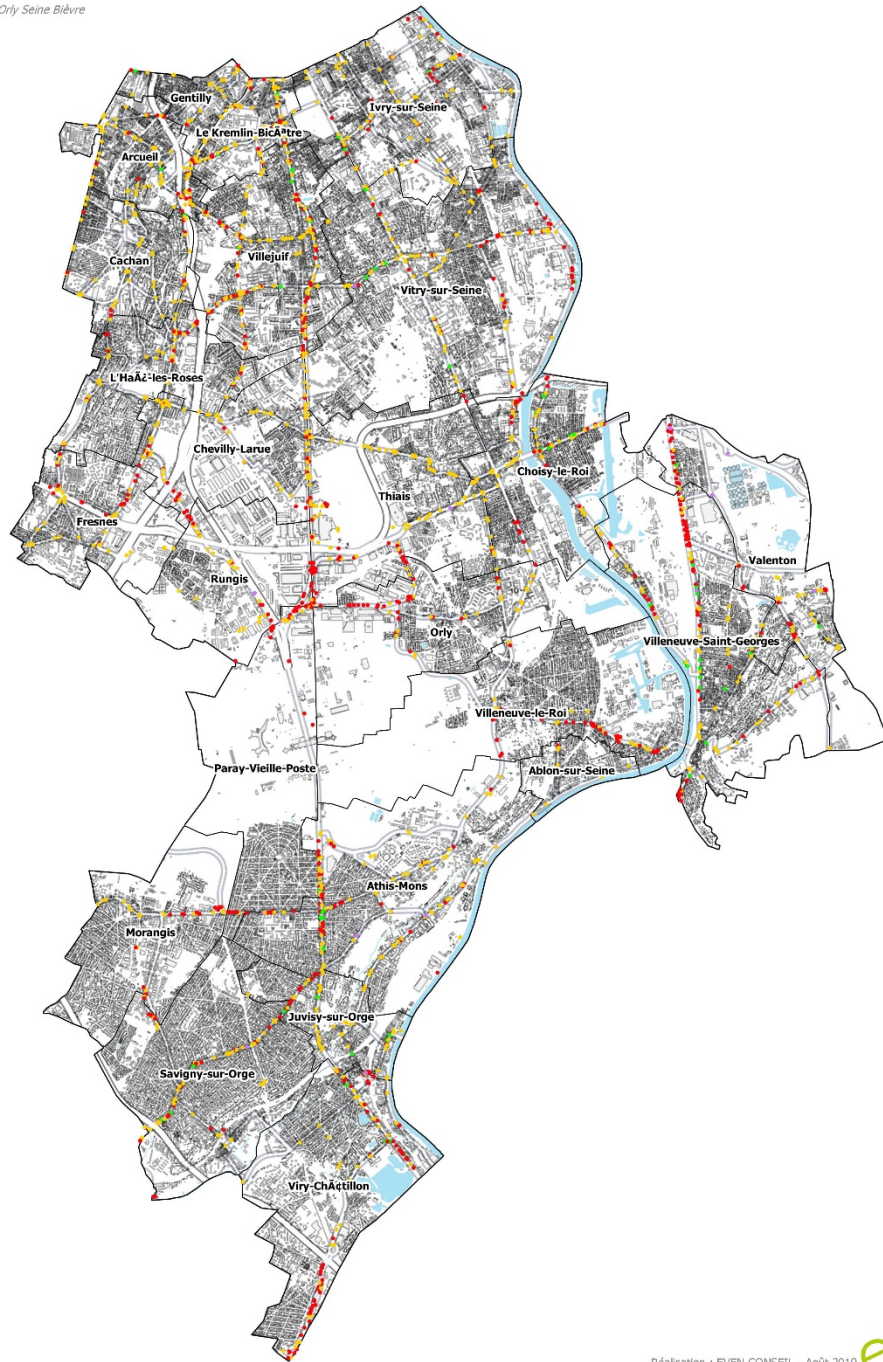 Orly Seine Bièvre
Gentilly
Ivry-sur-Seine
Le Kremlin-BicÃªtre
Arcueil
Cachan
Villejuif
Vitry-sur-Seine
L'HaÃ¿-les-Roses
Chevilly-Larue
Choisy-le-Roi
Thiais
Fresnes
Valenton
Rungis
Orly
Villeneuve-Saint-Georges
Villeneuve-le-Roi
Paray-Vieille-Poste
Ablon-sur-Seine
Athis-Mons
Morangis
Juvisy-sur-Orge
Savigny-sur-Orge
Viry-ChÃ¢tillon
Réalisation : EVEN CONSEIL - Août 2019